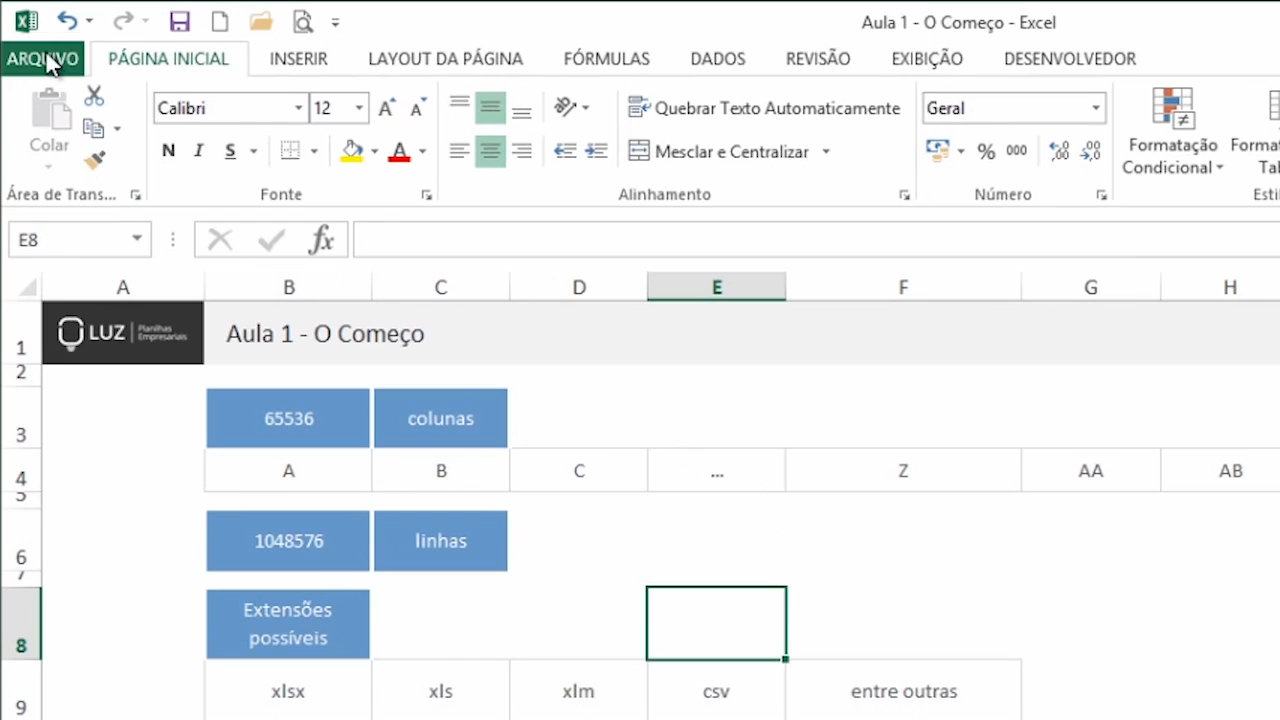 Aula 1 - O Começo - Excel
ARQUIVO PÁGINA INICIAL INSERIR LAYOUT DA PÁGINA FÓRMULAS DADOS REVISÃO EXIBIÇÃO DESENVOLVEDOR
Calibri 12 Quebrar Texto Automaticamente Geral
Colar N I S A Mesclar e Centralizar % 000 Formatação Condicional
Área de Trans... Fonte Alinhamento Número
E8 fx
A B C D E F G H
1 LUZ Planilhas Empresariais Aula 1 - O Começo
2
3 65536 colunas
4 A B C ... Z AA AB
5
6 1048576 linhas
7
8 Extensões possíveis
9 xlsx xls xlm csv entre outras